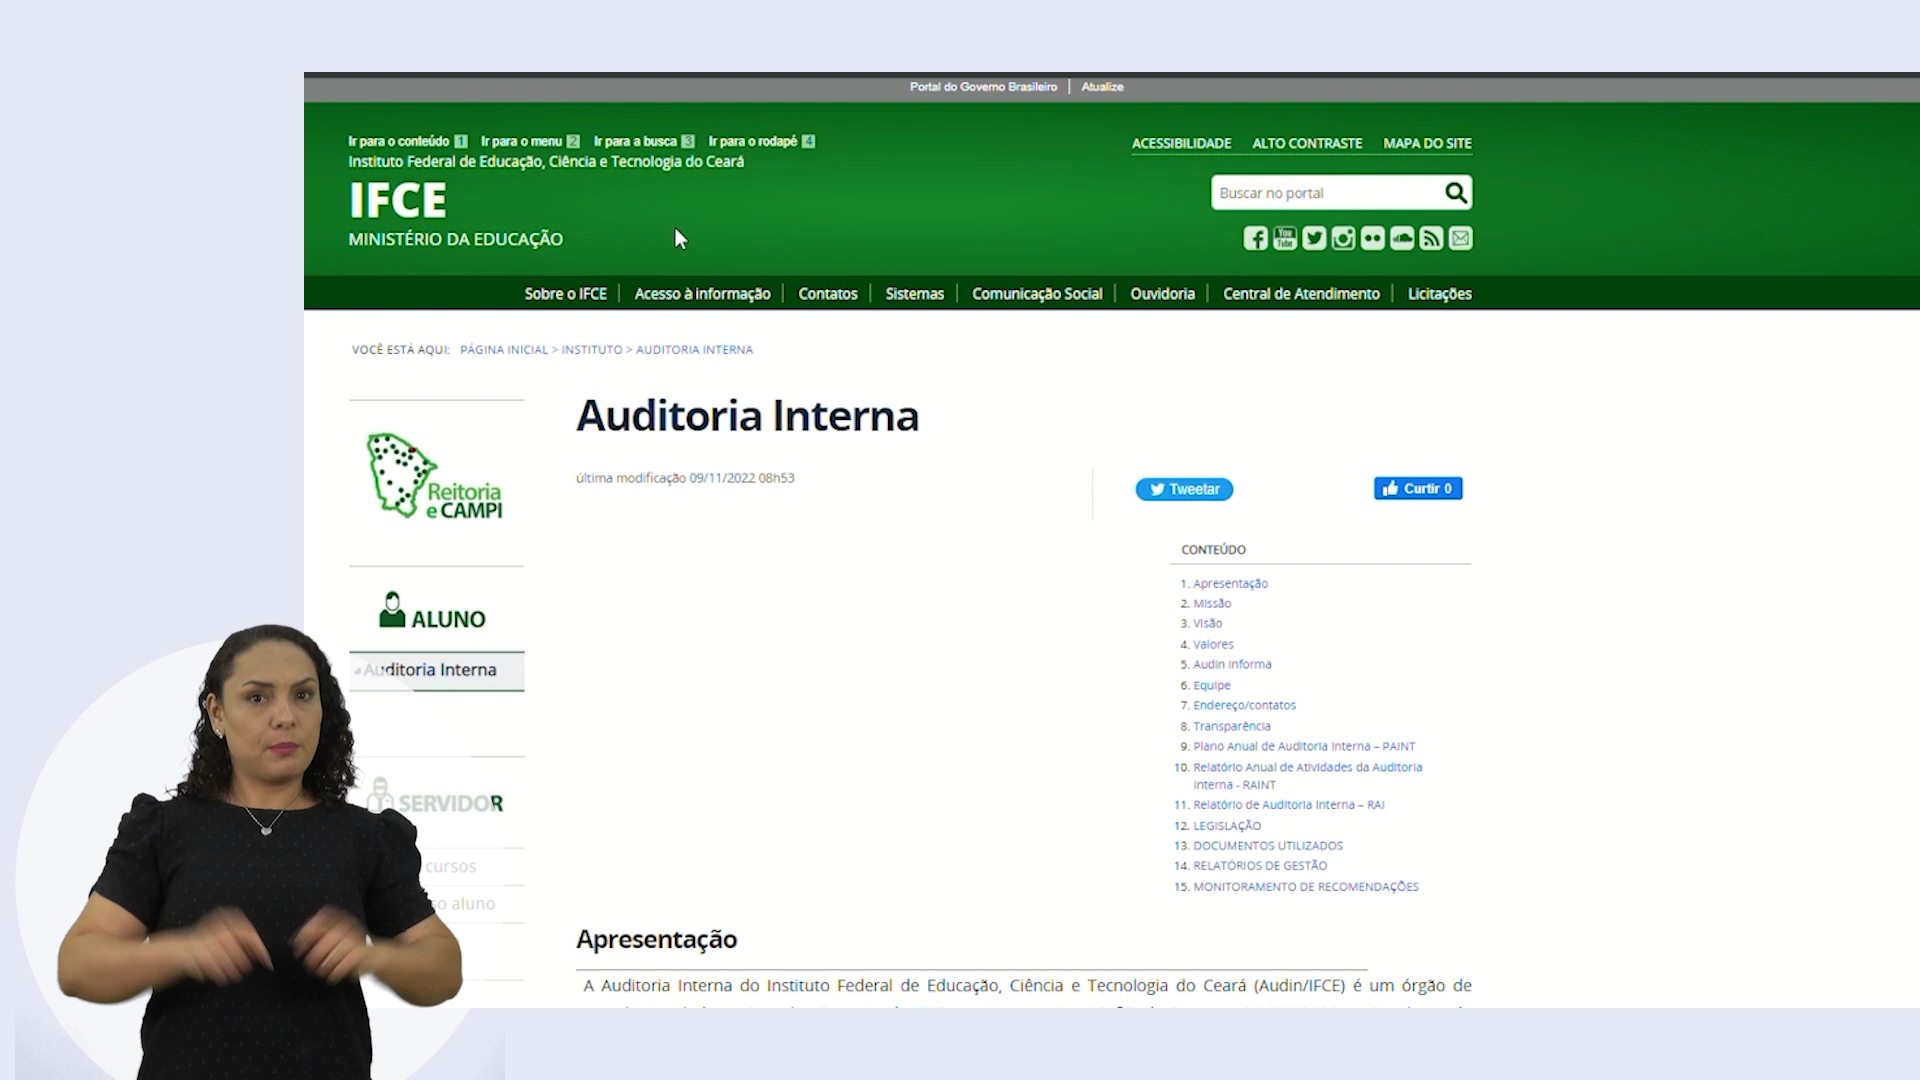 Portal do Governo Brasileiro
Atualize
Ir para o conteúdo 1 Ir para o menu 2 Ir para a busca 3 Ir para o rodapé 4
Instituto Federal de Educação, Ciência e Tecnologia do Ceará
IFCE
MINISTÉRIO DA EDUCAÇÃO
ACESSIBILIDADE ALTO CONTRASTE MAPA DO SITE
Buscar no portal
You Tube
Sobre o IFCE Acesso à informação Contatos Sistemas Comunicação Social Ouvidoria Central de Atendimento Licitações
VOCÊ ESTÁ AQUI: PÁGINA INICIAL > INSTITUTO > AUDITORIA INTERNA
Reitoria
e CAMPI
ALUNO
Auditoria Interna
SERVIDOR
cursos
aluno
Auditoria Interna
última modificação 09/11/2022 08h53
Tweetar
Curtir 0
CONTEÚDO
1. Apresentação
2. Missão
3. Visão
4. Valores
5. Audin Informa
6. Equipe
7. Endereço/contatos
8. Transparência
9. Plano Anual de Auditoria Interna – PAINT
10. Relatório Anual de Atividades da Auditoria
Interna - RAINT
11. Relatório de Auditoria Interna – RAI
12. LEGISLAÇÃO
13. DOCUMENTOS UTILIZADOS
14. RELATÓRIOS DE GESTÃO
15. MONITORAMENTO DE RECOMENDAÇÕES
Apresentação
A Auditoria Interna do Instituto Federal de Educação, Ciência e Tecnologia do Ceará (Audin/IFCE) é um órgão de